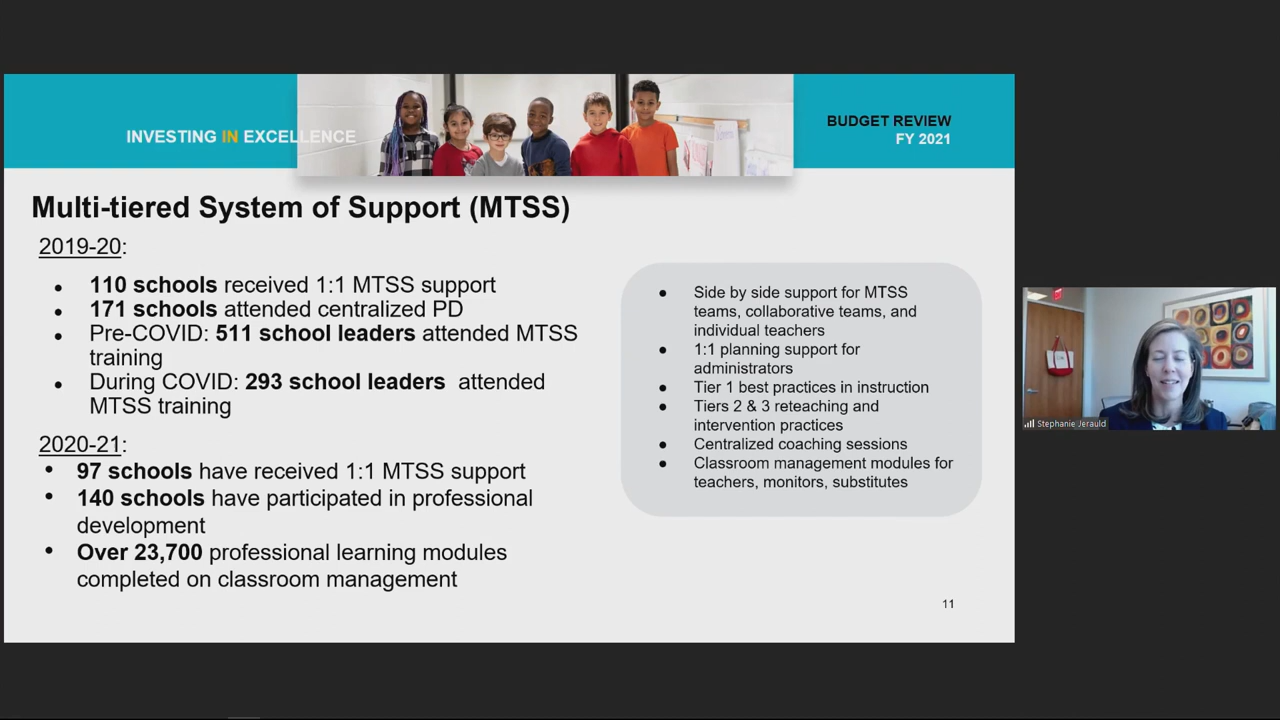 INVESTING IN EXCELLENCE
BUDGET REVIEW
FY 2021
Multi-tiered System of Support (MTSS)
2019-20:
• 110 schools received 1:1 MTSS support
• 171 schools attended centralized PD
• Pre-COVID: 511 school leaders attended MTSS
training
• During COVID: 293 school leaders attended
MTSS training
2020-21:
• 97 schools have received 1:1 MTSS support
• 140 schools have participated in professional
development
• Over 23,700 professional learning modules
completed on classroom management
• Side by side support for MTSS
teams, collaborative teams, and
individual teachers
• 1:1 planning support for
administrators
• Tier 1 best practices in instruction
• Tiers 2 & 3 reteaching and
intervention practices
• Centralized coaching sessions
• Classroom management modules for
teachers, monitors, substitutes
11
Stephanie Jerauld